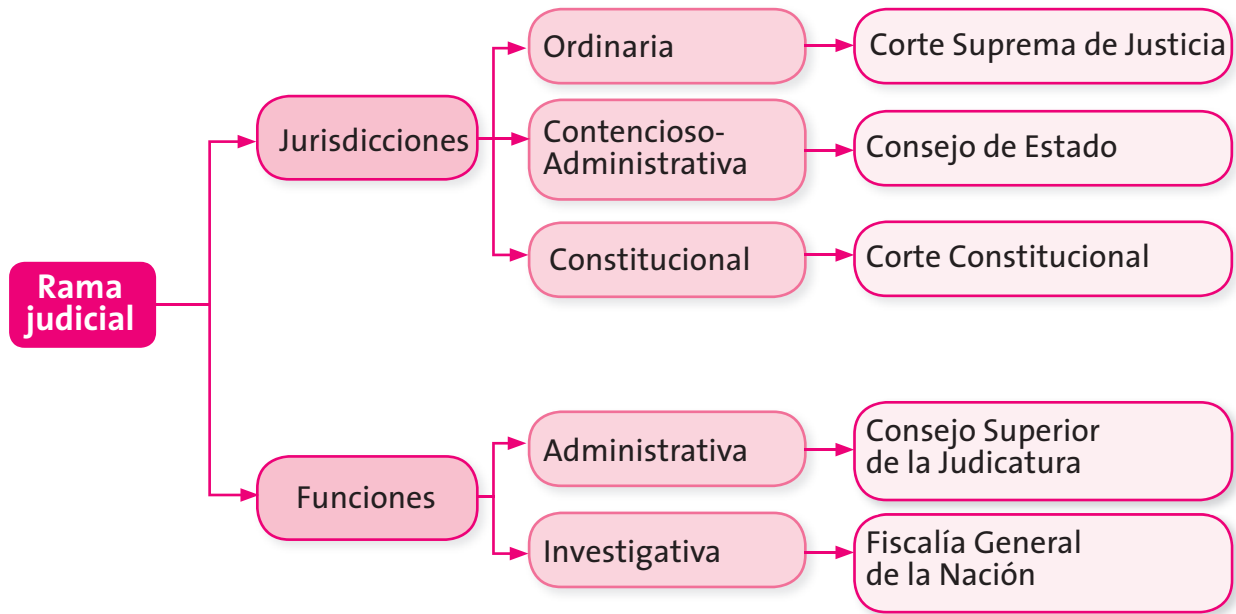 Rama
judicial
Jurisdicciones
Ordinaria
Corte Suprema de Justicia
Contencioso-
Administrativa
Consejo de Estado
Constitucional
Corte Constitucional
Funciones
Administrativa
Consejo Superior
de la Judicatura
Investigativa
Fiscalía General
de la Nación